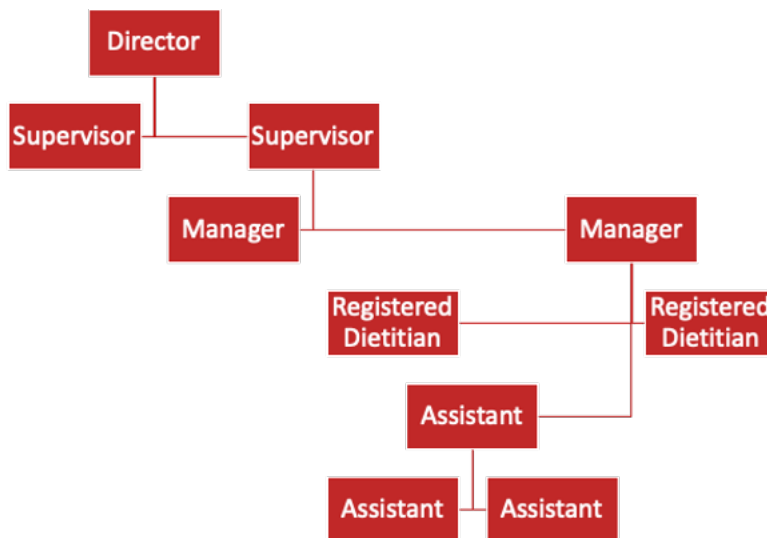 Director
Supervisor
Supervisor
Manager
Manager
Registered
Dietitian
Registered
Dietitian
Assistant
Assistant
Assistant